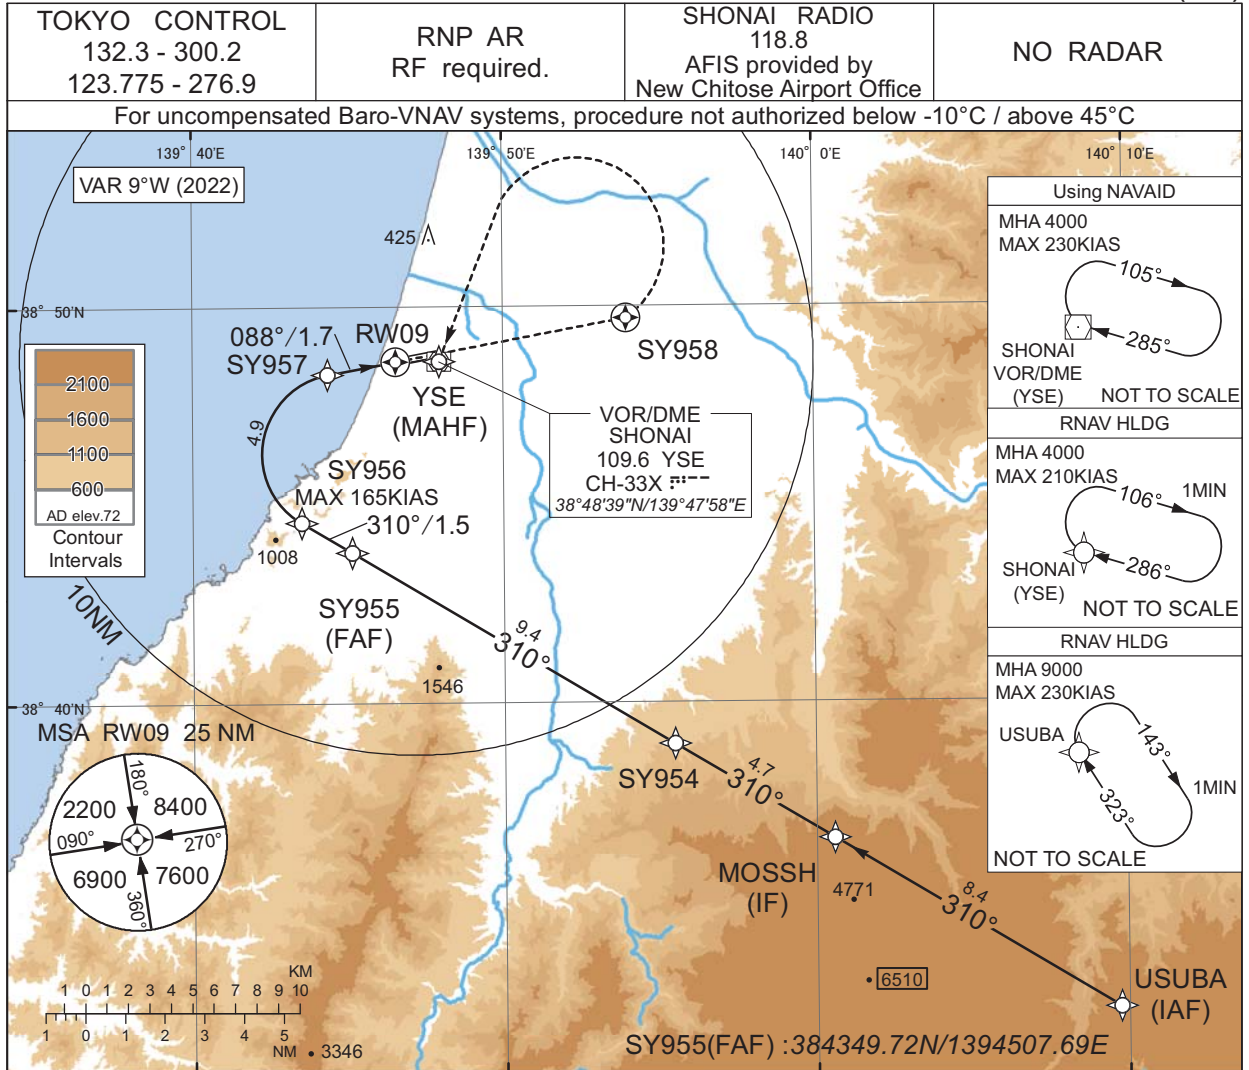 TOKYO CONTROL
132.3 - 300.2
123.775 - 276.9
RNP AR
RF required.
SHONAI RADIO
118.8
AFIS provided by
New Chitose Airport Office
NO RADAR
For uncompensated Baro-VNAV systems, procedure not authorized below -10°C / above 45°C
139° 40'E
139° 50'E
140° 0'E
140° 10'E
VAR 9°W (2022)
425
38° 50'N
088°/1.7
SY957
RW09
SY958
YSE
(MAHF)
4.9
VOR/DME
SHONAI
109.6 YSE
CH-33X
38°48'39"N/139°47'58"E
2100
1600
1100
600
AD elev.72
Contour
Intervals
SY956
MAX 165KIAS
310°/1.5
1008
SY955
(FAF)
10NM
9.4
310°
1546
38° 40'N
MSA RW09 25 NM
180°
2200
8400
090°
270°
6900
7600
360°
SY954
4.7
310°
MOSSH
(IF)
4771
8.4
310°
6510
USUBA
(IAF)
KM
1 0 1 2 3 4 5 6 7 8 9 10
1 0 1 2 3 4 5
NM
3346
SY955(FAF) :384349.72N/1394507.69E
Using NAVAID
MHA 4000
MAX 230KIAS
105°
285°
SHONAI
VOR/DME
(YSE)
NOT TO SCALE
RNAV HLDG
MHA 4000
MAX 210KIAS
106°
1MIN
286°
SHONAI
(YSE)
NOT TO SCALE
RNAV HLDG
MHA 9000
MAX 230KIAS
USUBA
143°
1MIN
323°
NOT TO SCALE